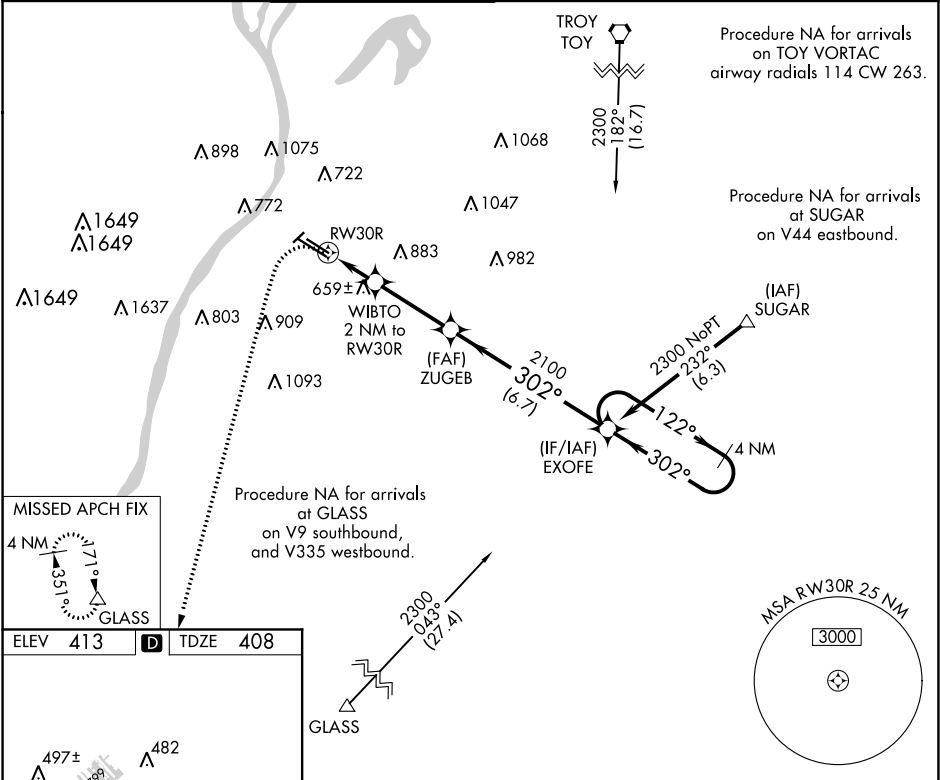 TROY
TOY
2300
182°
(16.7)
Procedure NA for arrivals
on TOY VORTAC
airway radials 114 CW 263.
898
1075
722
1068
772
1047
1649
1649
Procedure NA for arrivals
at SUGAR
on V44 eastbound.
RW30R
883
982
659±
1649
1637
803
909
WIBTO
2 NM to
RW30R
(IAF)
SUGAR
2300 NoPT
232°
(6.3)
(FAF)
ZUGEB
2100
302°
(6.7)
1093
122°
302°
4 NM
(IF/IAF)
EXOFE
MISSED APCH FIX
4 NM
171°
351°
GLASS
Procedure NA for arrivals
at GLASS
on V9 southbound,
and V335 westbound.
2300
043°
(27.4)
GLASS
MSA RW30R 25 NM
3000
ELEV 413 D TDZE 408
497±
482